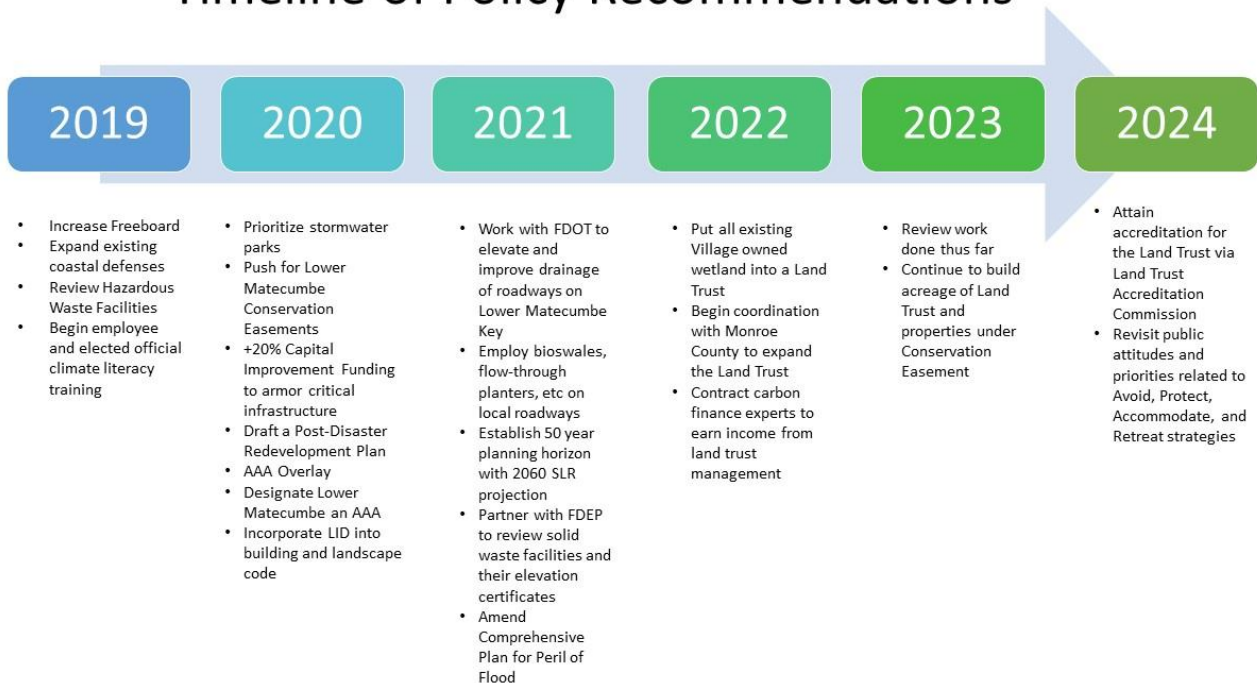 Timeline of Policy Recommendations
2019
2020
2021
2022
2023
2024
• Increase Freeboard
• Expand existing
coastal defenses
• Review Hazardous
Waste Facilities
• Begin employee
and elected official
climate literacy
training
• Prioritize stormwater
parks
• Push for Lower
Matecumbe
Conservation
Easements
• +20% Capital
Improvement Funding
to armor critical
infrastructure
• Draft a Post-Disaster
Redevelopment Plan
• AAA Overlay
• Designate Lower
Matecumbe an AAA
• Incorporate LID into
building and landscape
code
• Work with FDOT to
elevate and
improve drainage
of roadways on
Lower Matecumbe
Key
• Employ bioswales,
flow-through
planters, etc on
local roadways
• Establish 50 year
planning horizon
with 2060 SLR
projection
• Partner with FDEP
to review solid
waste facilities and
their elevation
certificates
• Amend
Comprehensive
Plan for Peril of
Flood
• Put all existing
Village owned
wetland into a Land
Trust
• Begin coordination
with Monroe
County to expand
the Land Trust
• Contract carbon
finance experts to
earn income from
land trust
management
• Review work
done thus far
• Continue to build
acreage of Land
Trust and
properties under
Conservation
Easement
• Attain
accreditation for
the Land Trust via
Land Trust
Accreditation
Commission
• Revisit public
attitudes and
priorities related to
Avoid, Protect,
Accommodate, and
Retreat strategies